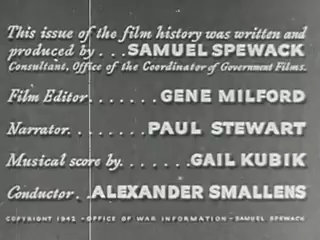 This issue of the film history was written and
produced by . . . SAMUEL SPEWACK
Consultant, Office of the Coordinator of Government Films.
Film Editor . . . . . . . GENE MILFORD
Narrator. . . . . . . . PAUL STEWART
Musical score by. . . . . . GAIL KUBIK
Conductor . . ALEXANDER SMALLENS
COPYRIGHT 1942 - OFFICE OF WAR INFORMATION - SAMUEL SPEWACK